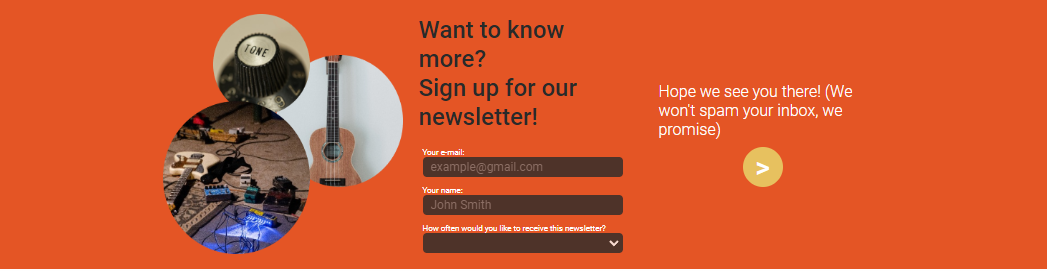 TONE
Want to know
more?
Sign up for our
newsletter!
Your e-mail:
example@gmail.com
Your name:
John Smith
How often would you like to receive this newsletter?
Hope we see you there! (We
won't spam your inbox, we
promise)
>